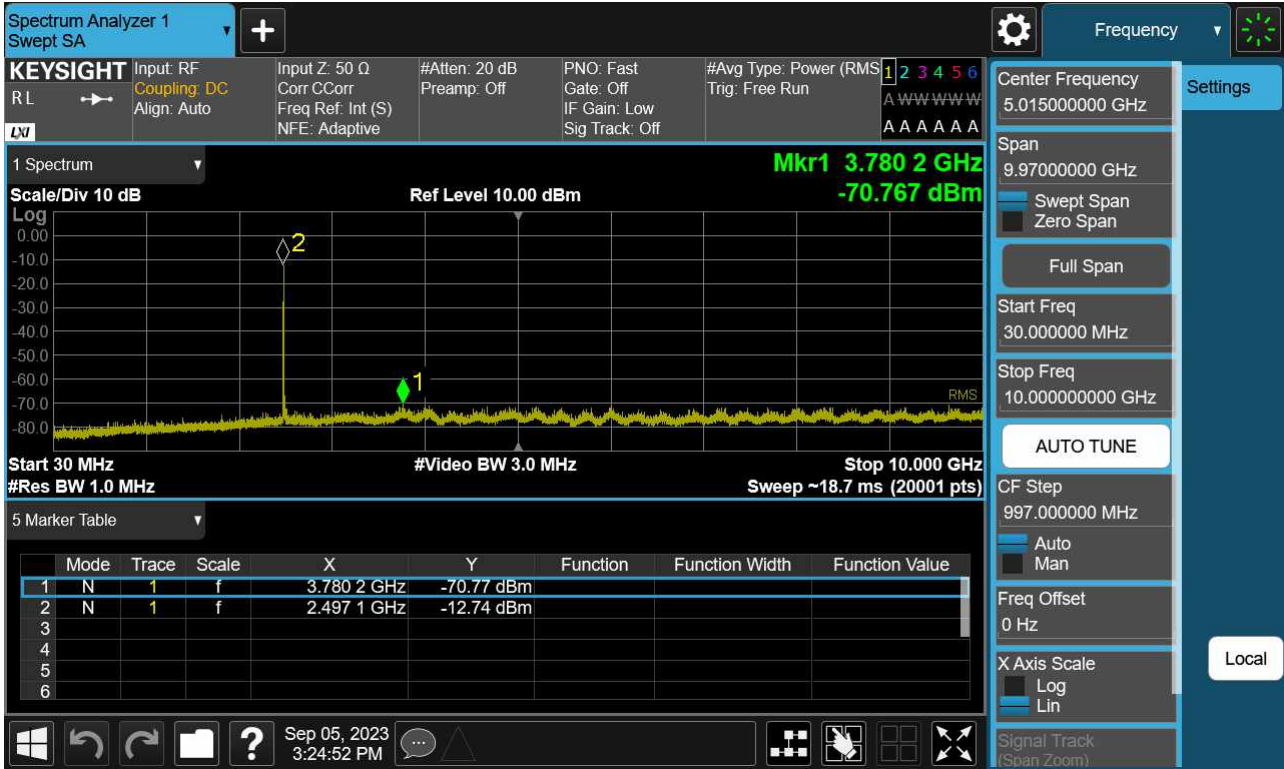 Spectrum Analyzer 1
Swept SA
Frequency
KEYSIGHT
R L
LXI
Input: RF
Coupling: DC
Align: Auto
Input Z: 50 Ω
Corr CCorr
Freq Ref: Int (S)
NFE: Adaptive
#Atten: 20 dB
Preamp: Off
PNO: Fast
Gate: Off
IF Gain: Low
Sig Track: Off
#Avg Type: Power (RMS
Trig: Free Run
1 2 3 4 5 6
A W W W W W
A A A A A A
1 Spectrum
Mkr1 3.780 2 GHz
-70.767 dBm
Scale/Div 10 dB
Ref Level 10.00 dBm
Log
0.00
-10.0
-20.0
-30.0
-40.0
-50.0
-60.0
-70.0
-80.0
2
1
RMS
Start 30 MHz
#Video BW 3.0 MHz
Stop 10.000 GHz
#Res BW 1.0 MHz
Sweep ~18.7 ms (20001 pts)
5 Marker Table
Mode Trace Scale X Y Function Function Width Function Value
1 N 1 f 3.780 2 GHz -70.77 dBm
2 N 1 f 2.497 1 GHz -12.74 dBm
3
4
5
6
Sep 05, 2023
3:24:52 PM
?
Center Frequency
5.015000000 GHz
Settings
Span
9.97000000 GHz
Swept Span
Zero Span
Full Span
Start Freq
30.000000 MHz
Stop Freq
10.000000000 GHz
AUTO TUNE
CF Step
997.000000 MHz
Auto
Man
Freq Offset
0 Hz
X Axis Scale
Log
Lin
Local
Signal Track
(Span Zoom)